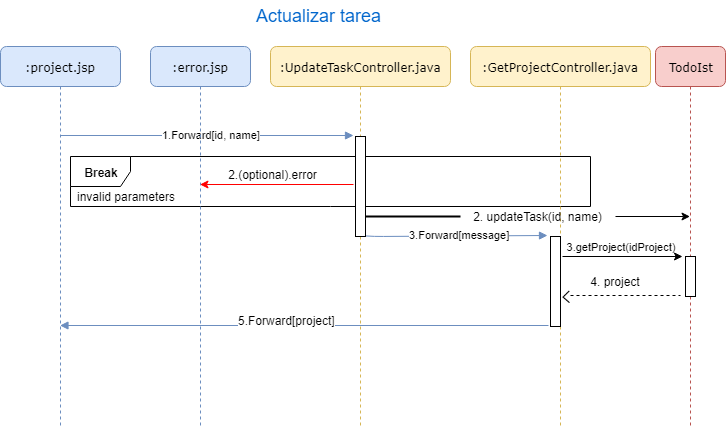 Actualizar tarea
:project.jsp
:error.jsp
:UpdateTaskController.java
:GetProjectController.java
TodoIst
1.Forward[id, name]
Break
2.(optional).error
invalid parameters
2. updateTask(id, name)
3.Forward[message]
3.getProject(idProject)
4. project
5.Forward[project]